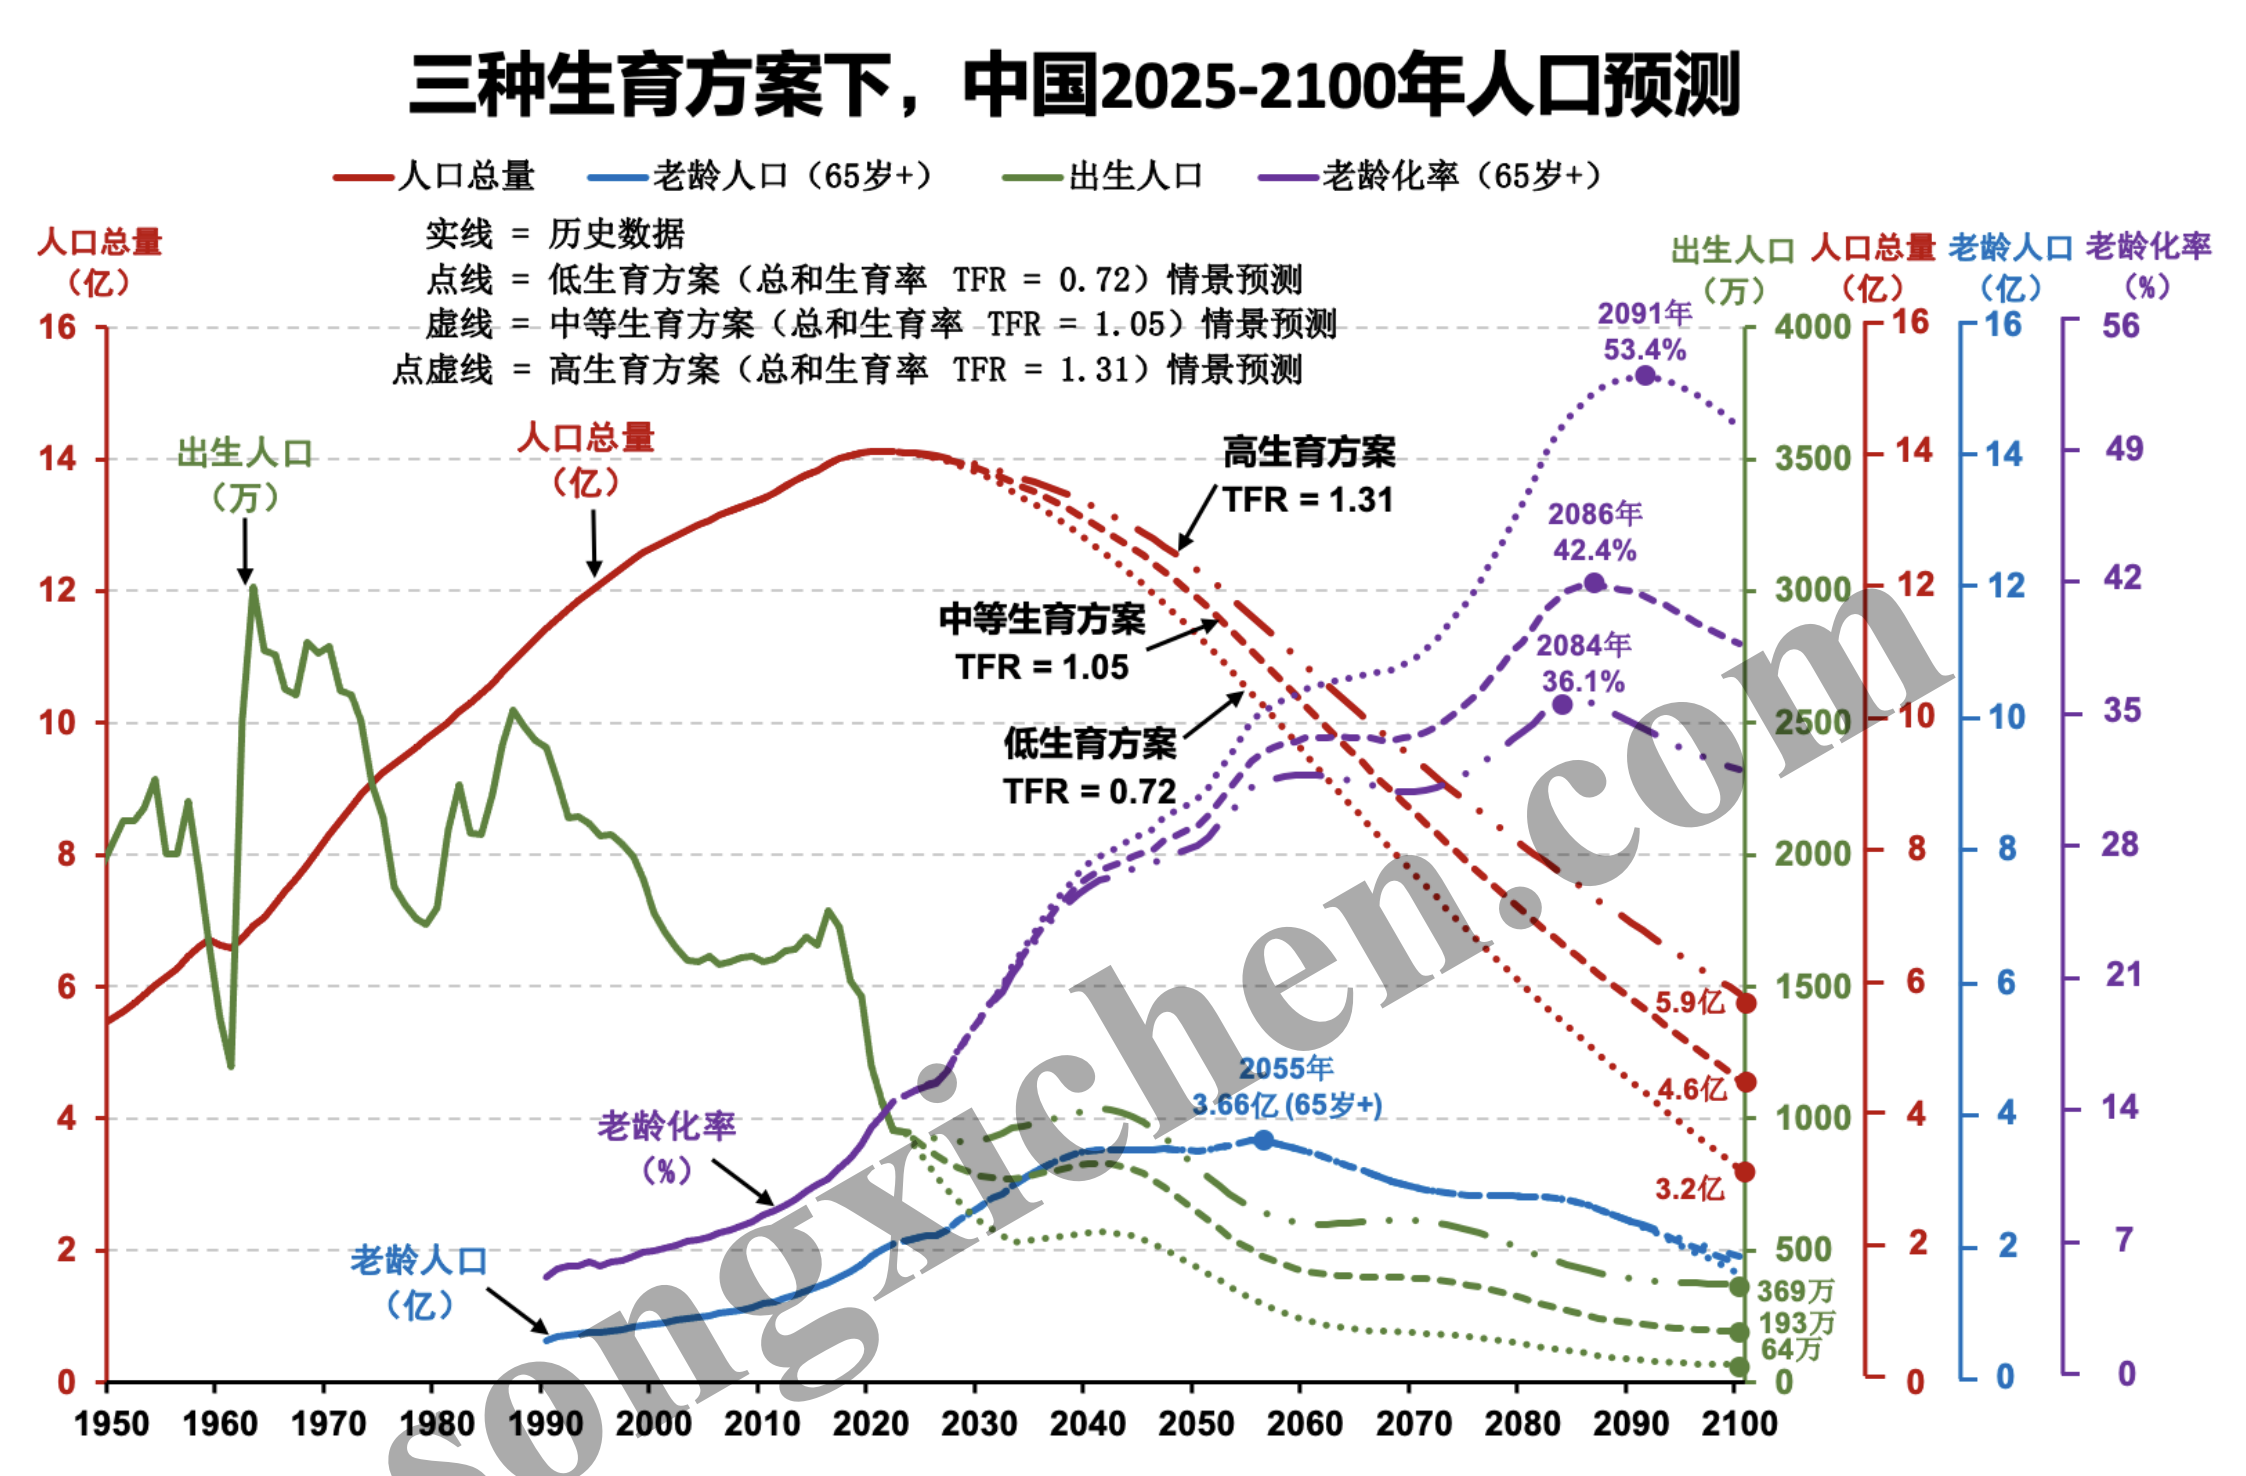 三种生育方案下，中国2025-2100年人口预测
人口总量 老龄人口（65岁+） 出生人口 老龄化率（65岁+）
实线 = 历史数据
点线 = 低生育方案（总和生育率 TFR = 0.72）情景预测
虚线 = 中等生育方案（总和生育率 TFR = 1.05）情景预测
点虚线 = 高生育方案（总和生育率 TFR = 1.31）情景预测
人口总量
（亿）
16
14
12
10
8
6
4
2
0
出生人口
（万）
人口总量
（亿）
老龄化率
（%）
老龄人口
（亿）
高生育方案
TFR = 1.31
中等生育方案
TFR = 1.05
低生育方案
TFR = 0.72
2091年
53.4%
2086年
42.4%
2084年
36.1%
2055年
3.66亿 (65岁+)
5.9亿
4.6亿
3.2亿
369万
193万
64万
出生人口
（万）
4000
3500
3000
2500
2000
1500
1000
500
0
人口总量
（亿）
16
14
12
10
8
6
4
2
0
老龄人口
（亿）
16
14
12
10
8
6
4
2
0
老龄化率
（%）
56
49
42
35
28
21
14
7
0
1950 1960 1970 1980 1990 2000 2010 2020 2030 2040 2050 2060 2070 2080 2090 2100
songxichen.com